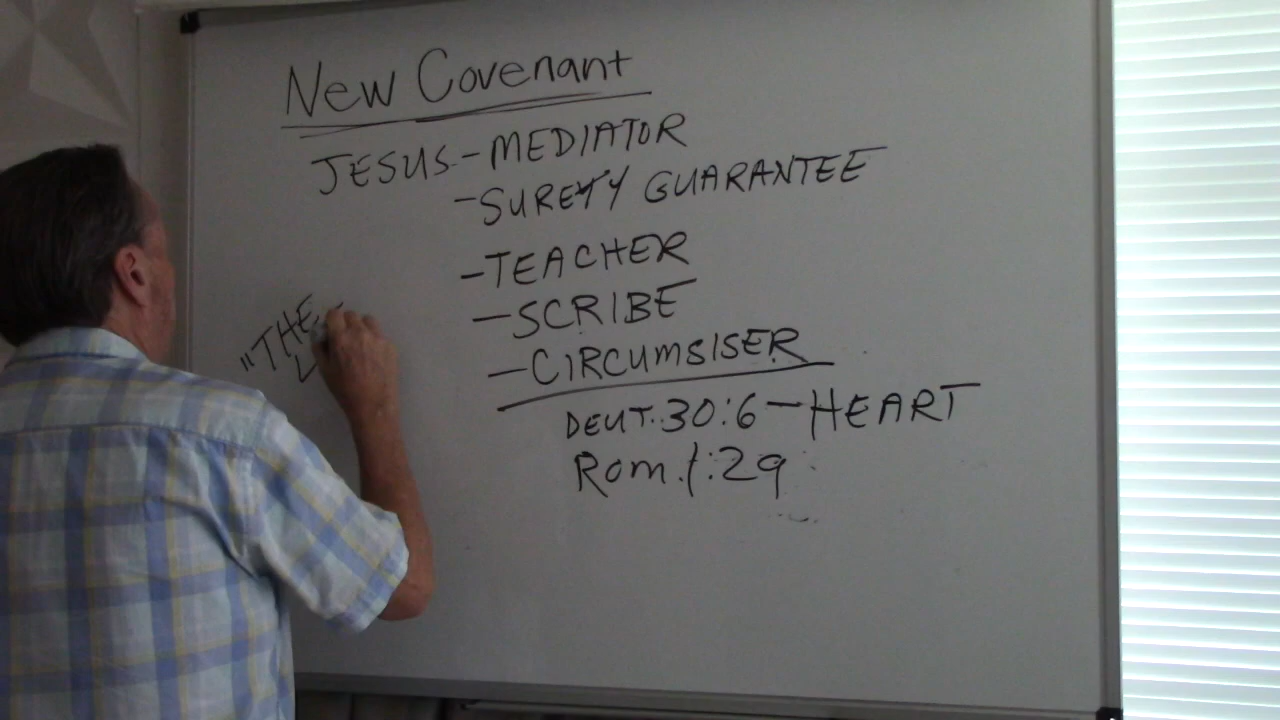 New Covenant
JESUS - MEDIATOR
- SURETY GUARANTEE
- TEACHER
- SCRIBE
- CIRCUMSISER
DEUT. 30:6 - HEART
Rom. 1:29
"THE